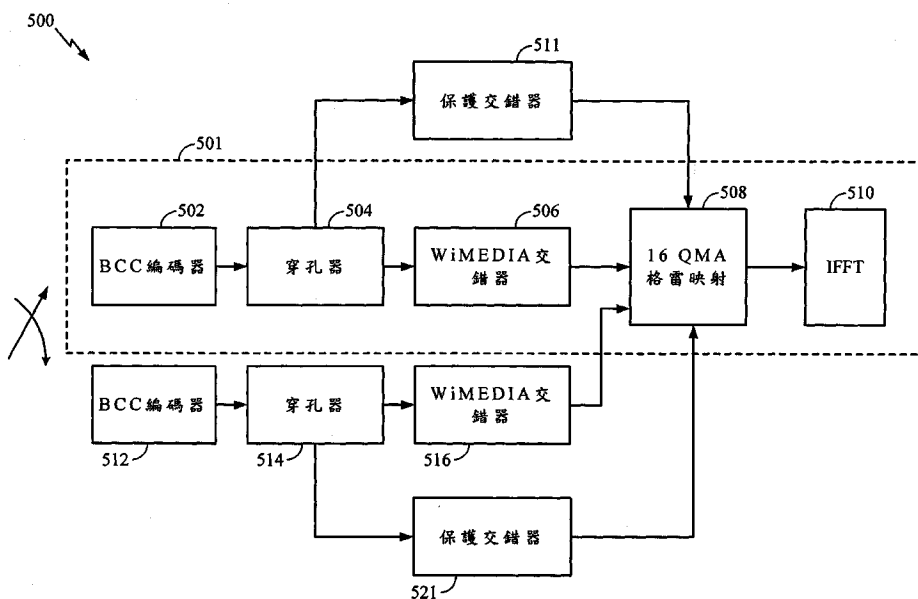 500
511
保護交錯器
501
502
504
506
508
510
BCC編碼器
穿孔器
WiMEDIA交
錯器
16 QMA
格雷映射
IFFT
BCC編碼器
穿孔器
WiMEDIA交
錯器
512
514
516
保護交錯器
521